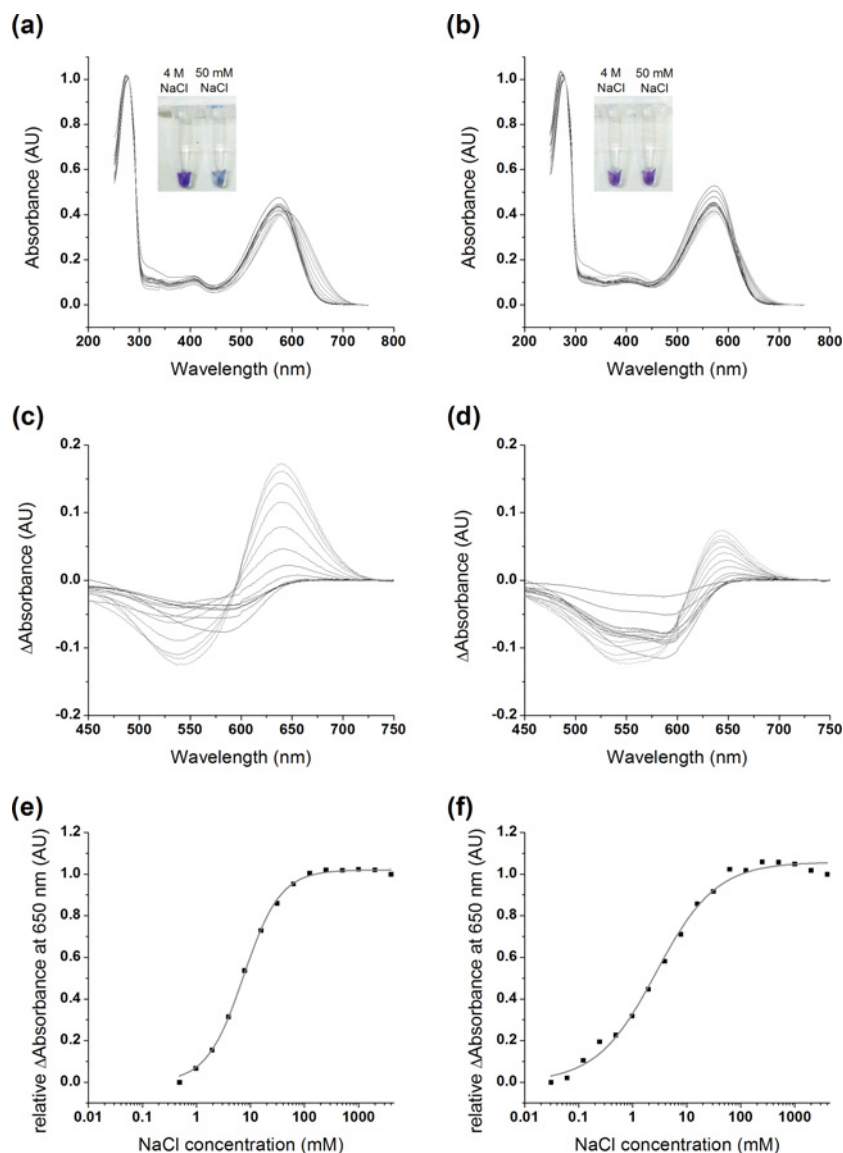 (a)
4 M 50 mM
NaCl NaCl
1.0
0.8
0.6
0.4
0.2
0.0
Absorbance (AU)
200 300 400 500 600 700 800
Wavelength (nm)
(b)
4 M 50 mM
NaCl NaCl
1.0
0.8
0.6
0.4
0.2
0.0
Absorbance (AU)
200 300 400 500 600 700 800
Wavelength (nm)
(c)
0.2
0.1
0.0
-0.1
-0.2
ΔAbsorbance (AU)
450 500 550 600 650 700 750
Wavelength (nm)
(d)
0.2
0.1
0.0
-0.1
-0.2
ΔAbsorbance (AU)
450 500 550 600 650 700 750
Wavelength (nm)
(e)
1.2
1.0
0.8
0.6
0.4
0.2
0.0
relative ΔAbsorbance at 650 nm (AU)
0.01 0.1 1 10 100 1000
NaCl concentration (mM)
(f)
1.2
1.0
0.8
0.6
0.4
0.2
0.0
relative ΔAbsorbance at 650 nm (AU)
0.01 0.1 1 10 100 1000
NaCl concentration (mM)